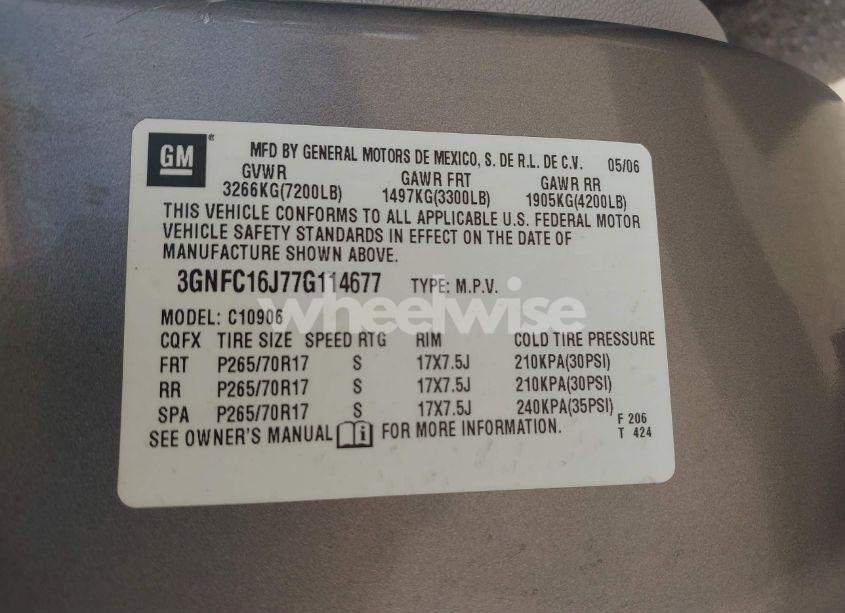 GM ® MFD BY GENERAL MOTORS DE MEXICO, S. DE R.L. DE C.V. 05/06
GVWR GAWR FRT GAWR RR
3266KG(7200LB) 1497KG(3300LB) 1905KG(4200LB)
THIS VEHICLE CONFORMS TO ALL APPLICABLE U.S. FEDERAL MOTOR
VEHICLE SAFETY STANDARDS IN EFFECT ON THE DATE OF
MANUFACTURE SHOWN ABOVE.
3GNFC16J77G114677 TYPE: M.P.V.
wheelwise
MODEL: C10906
CQFX TIRE SIZE SPEED RTG RIM COLD TIRE PRESSURE
FRT P265/70R17 S 17X7.5J 210KPA(30PSI)
RR P265/70R17 S 17X7.5J 210KPA(30PSI)
SPA P265/70R17 S 17X7.5J 240KPA(35PSI)
SEE OWNER'S MANUAL i FOR MORE INFORMATION.
F 206
T 424